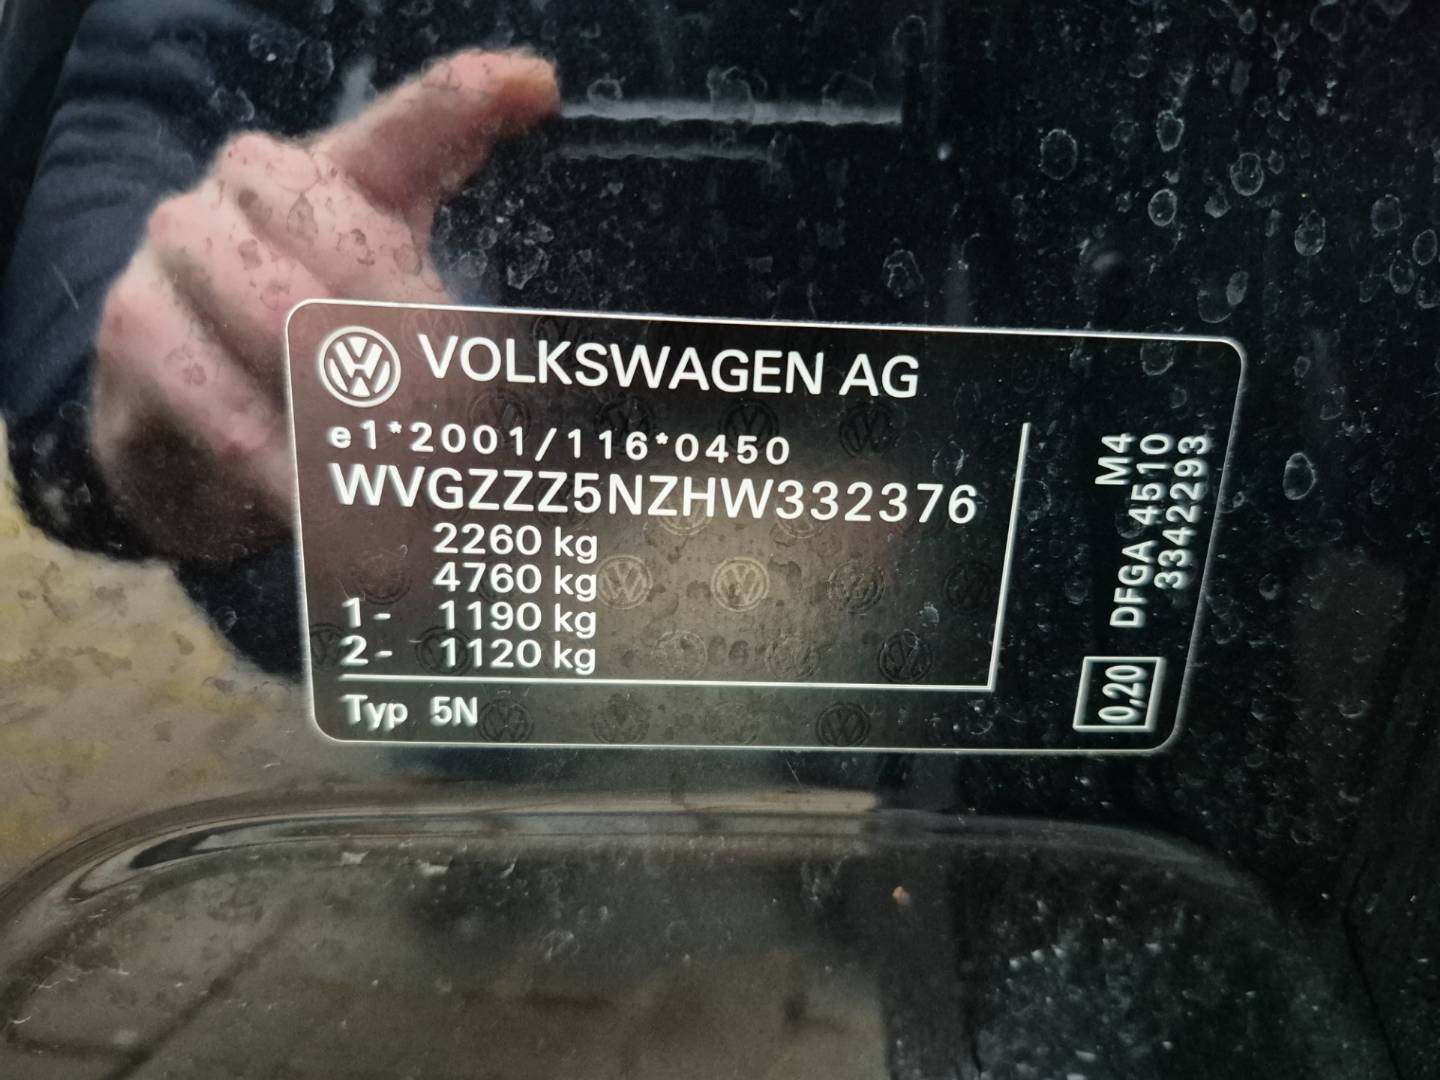 VOLKSWAGEN AG
e1*2001/116*0450
WVGZZZ5NZHW332376
2260 kg
4760 kg
1- 1190 kg
2- 1120 kg
Typ 5N
M4
DFGA 4510
3342293
0,20